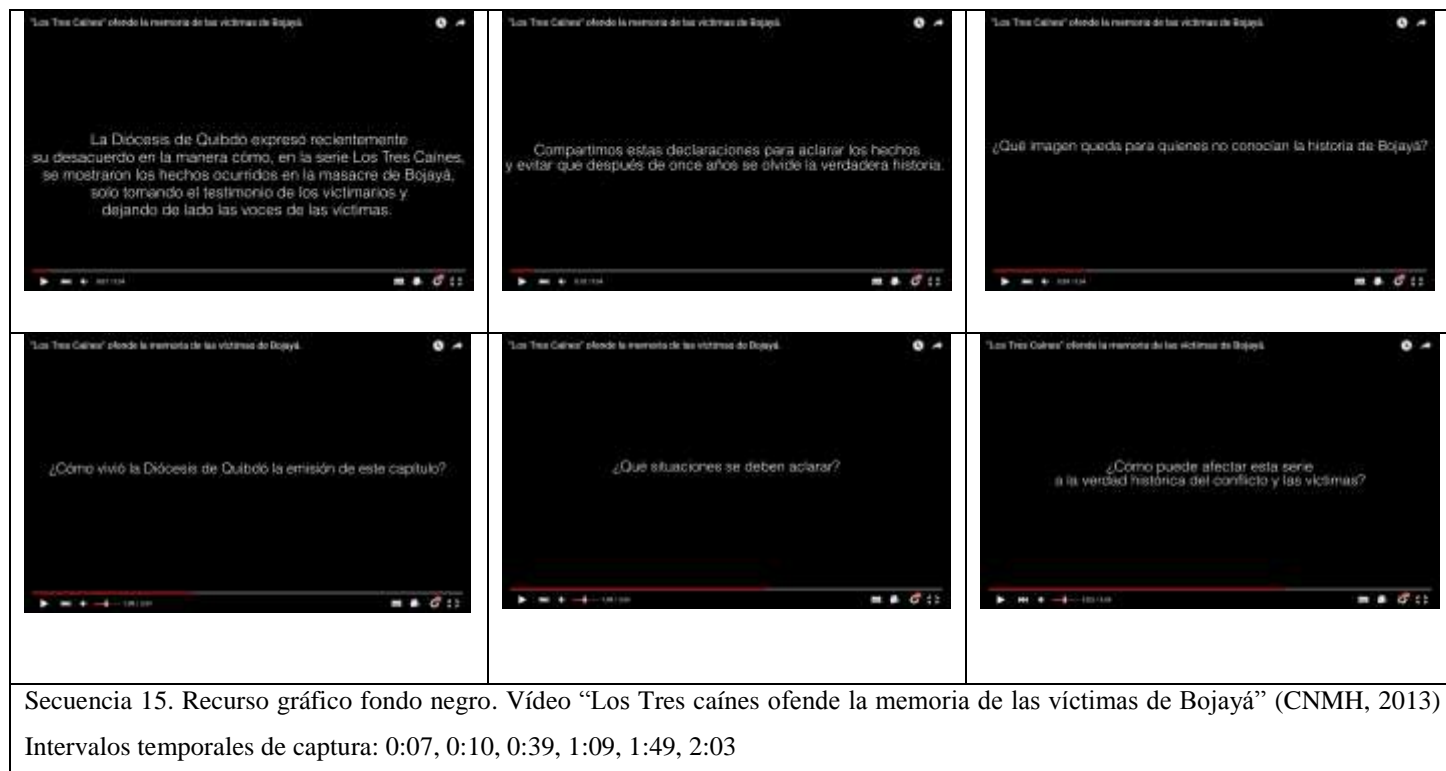 "Los Tres Caínes" ofende la memoria de las víctimas de Bojayá
La Diócesis de Quibdó expresó recientemente
su desacuerdo en la manera cómo, en la serie Los Tres Caínes,
se mostraron los hechos ocurridos en la masacre de Bojayá,
solo tomando el testimonio de los victimarios y
dejando de lado las voces de las víctimas.
"Los Tres Caínes" ofende la memoria de las víctimas de Bojayá
Compartimos estas declaraciones para aclarar los hechos
y evitar que después de once años se olvide la verdadera historia.
"Los Tres Caínes" ofende la memoria de las víctimas de Bojayá
¿Qué imagen queda para quienes no conocían la historia de Bojayá?
"Los Tres Caínes" ofende la memoria de las víctimas de Bojayá
¿Cómo vivió la Diócesis de Quibdó la emisión de este capítulo?
"Los Tres Caínes" ofende la memoria de las víctimas de Bojayá
¿Qué situaciones se deben aclarar?
"Los Tres Caínes" ofende la memoria de las víctimas de Bojayá
¿Cómo puede afectar esta serie
a la verdad histórica del conflicto y las víctimas?
Secuencia 15. Recurso gráfico fondo negro. Vídeo “Los Tres caínes ofende la memoria de las víctimas de Bojayá” (CNMH, 2013)
Intervalos temporales de captura: 0:07, 0:10, 0:39, 1:09, 1:49, 2:03